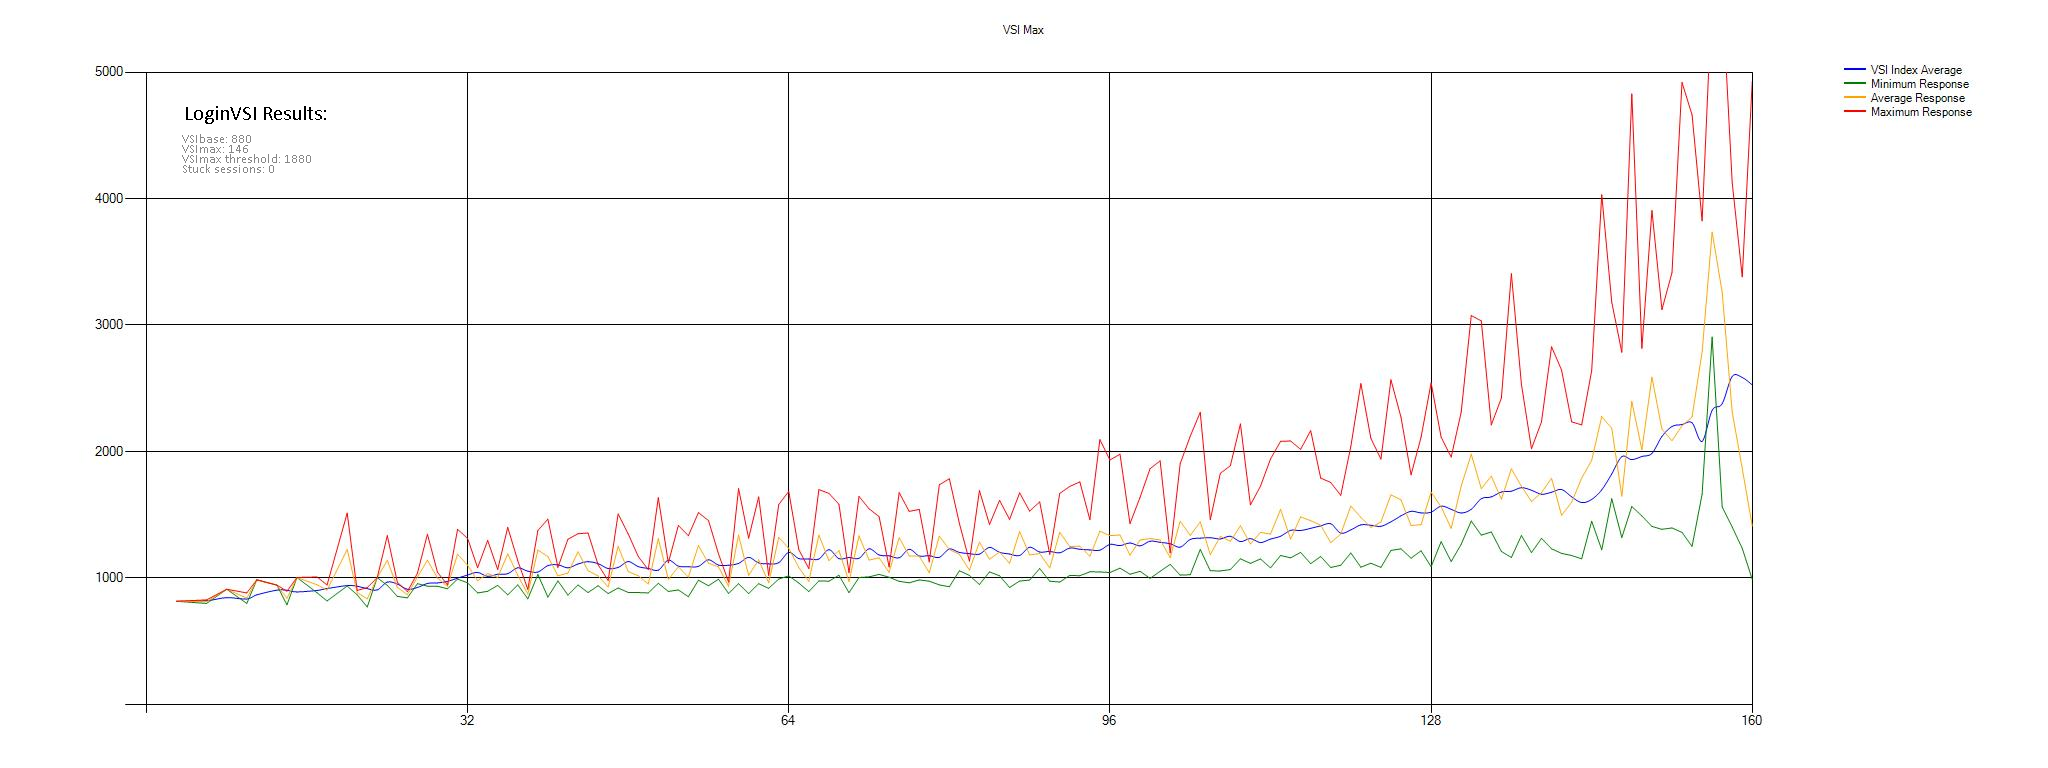 VSI Max
5000
4000
3000
2000
1000
LoginVSI Results:
VSIbase: 880
VSImax: 146
VSImax threshold: 1880
Stuck sessions: 0
32
64
96
128
160
VSI Index Average
Minimum Response
Average Response
Maximum Response